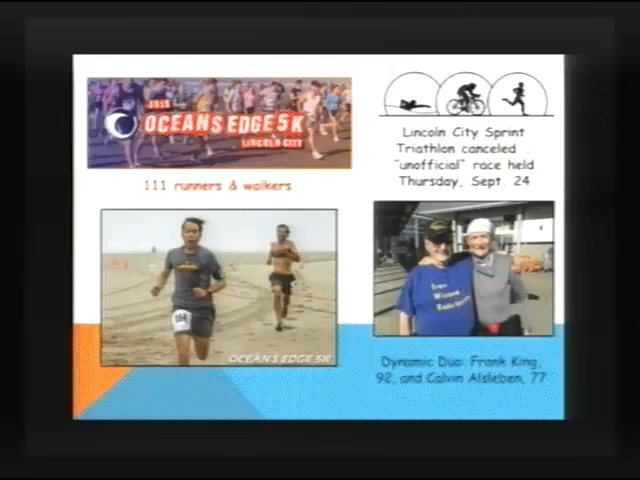 2015
OCEAN'S EDGE 5K
LINCOLN CITY
111 runners & walkers
Lincoln City Sprint
Triathlon canceled
"unofficial" race held
Thursday, Sept. 24
OCEAN'S EDGE 5K
Dynamic Duo: Frank King,
92, and Calvin Alsleben, 77